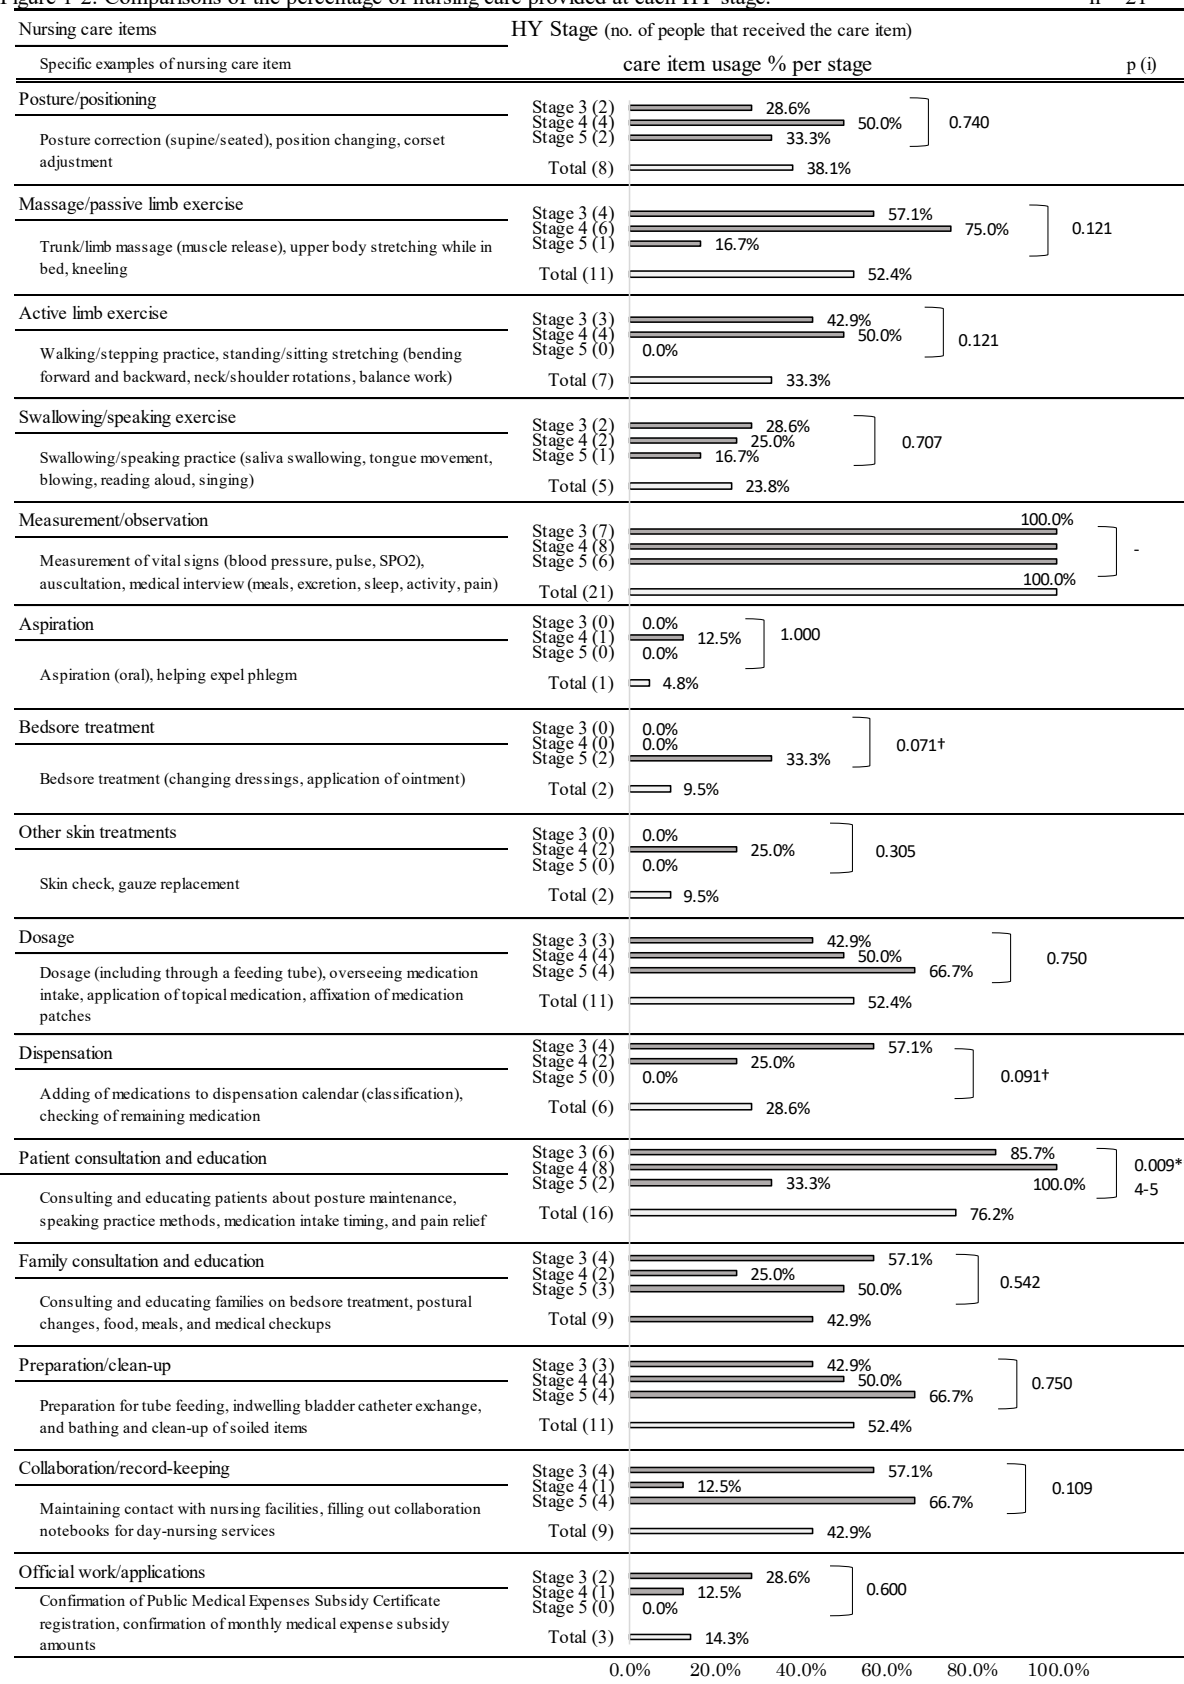 Figure 1-2. Comparisons of the percentage of nursing care provided at each HY stage. n = 21
Nursing care items
HY Stage (no. of people that received the care item)
Specific examples of nursing care item
care item usage % per stage
p (i)
Posture/positioning
Posture correction (supine/seated), position changing, corset
adjustment
Stage 3 (2) 28.6%
Stage 4 (4) 50.0%
Stage 5 (2) 33.3%
0.740
Total (8) 38.1%
Massage/passive limb exercise
Trunk/limb massage (muscle release), upper body stretching while in
bed, kneeling
Stage 3 (4) 57.1%
Stage 4 (6) 75.0%
Stage 5 (1) 16.7%
0.121
Total (11) 52.4%
Active limb exercise
Walking/stepping practice, standing/sitting stretching (bending
forward and backward, neck/shoulder rotations, balance work)
Stage 3 (3) 42.9%
Stage 4 (4) 50.0%
Stage 5 (0) 0.0%
0.121
Total (7) 33.3%
Swallowing/speaking exercise
Swallowing/speaking practice (saliva swallowing, tongue movement,
blowing, reading aloud, singing)
Stage 3 (2) 28.6%
Stage 4 (2) 25.0%
Stage 5 (1) 16.7%
0.707
Total (5) 23.8%
Measurement/observation
Measurement of vital signs (blood pressure, pulse, SPO2),
auscultation, medical interview (meals, excretion, sleep, activity, pain)
100.0%
Stage 3 (7)
Stage 4 (8)
Stage 5 (6)
-
100.0%
Total (21)
Aspiration
Aspiration (oral), helping expel phlegm
Stage 3 (0) 0.0%
Stage 4 (1) 12.5%
Stage 5 (0) 0.0%
1.000
Total (1) 4.8%
Bedsore treatment
Bedsore treatment (changing dressings, application of ointment)
Stage 3 (0) 0.0%
Stage 4 (0) 0.0%
Stage 5 (2) 33.3%
0.071†
Total (2) 9.5%
Other skin treatments
Skin check, gauze replacement
Stage 3 (0) 0.0%
Stage 4 (2) 25.0%
Stage 5 (0) 0.0%
0.305
Total (2) 9.5%
Dosage
Dosage (including through a feeding tube), overseeing medication
intake, application of topical medication, affixation of medication
patches
Stage 3 (3) 42.9%
Stage 4 (4) 50.0%
Stage 5 (4) 66.7%
0.750
Total (11) 52.4%
Dispensation
Adding of medications to dispensation calendar (classification),
checking of remaining medication
Stage 3 (4) 57.1%
Stage 4 (2) 25.0%
Stage 5 (0) 0.0%
0.091†
Total (6) 28.6%
Patient consultation and education
Consulting and educating patients about posture maintenance,
speaking practice methods, medication intake timing, and pain relief
Stage 3 (6) 85.7%
Stage 4 (8)
Stage 5 (2) 33.3% 100.0%
0.009*
4-5
Total (16) 76.2%
Family consultation and education
Consulting and educating families on bedsore treatment, postural
changes, food, meals, and medical checkups
Stage 3 (4) 57.1%
Stage 4 (2) 25.0%
Stage 5 (3) 50.0%
0.542
Total (9) 42.9%
Preparation/clean-up
Preparation for tube feeding, indwelling bladder catheter exchange,
and bathing and clean-up of soiled items
Stage 3 (3) 42.9%
Stage 4 (4) 50.0%
Stage 5 (4) 66.7%
0.750
Total (11) 52.4%
Collaboration/record-keeping
Maintaining contact with nursing facilities, filling out collaboration
notebooks for day-nursing services
Stage 3 (4) 57.1%
Stage 4 (1) 12.5%
Stage 5 (4) 66.7%
0.109
Total (9) 42.9%
Official work/applications
Confirmation of Public Medical Expenses Subsidy Certificate
registration, confirmation of monthly medical expense subsidy
amounts
Stage 3 (2) 28.6%
Stage 4 (1) 12.5%
Stage 5 (0) 0.0%
0.600
Total (3) 14.3%
0.0% 20.0% 40.0% 60.0% 80.0% 100.0%